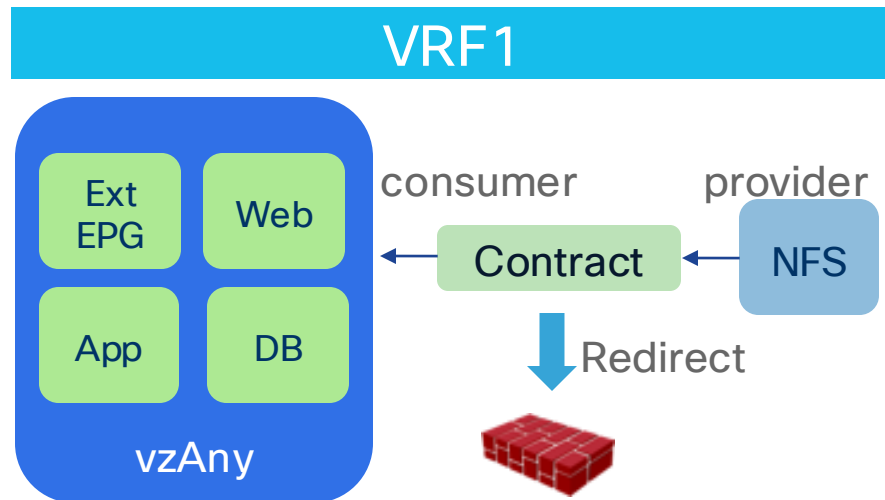 VRF1
Ext
EPG
Web
App
DB
vzAny
consumer
provider
Contract
NFS
Redirect